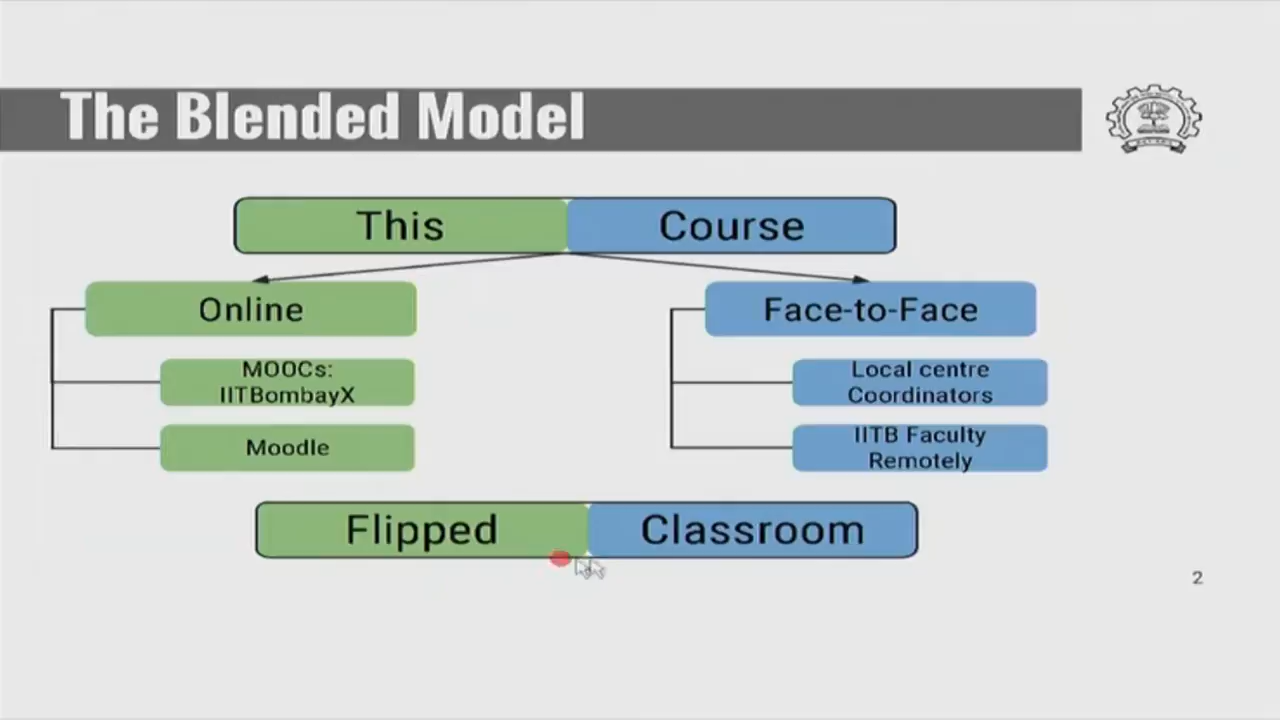 The Blended Model
This Course
Online
MOOCs:
IITBombayX
Moodle
Face-to-Face
Local centre
Coordinators
IITB Faculty
Remotely
Flipped Classroom
2